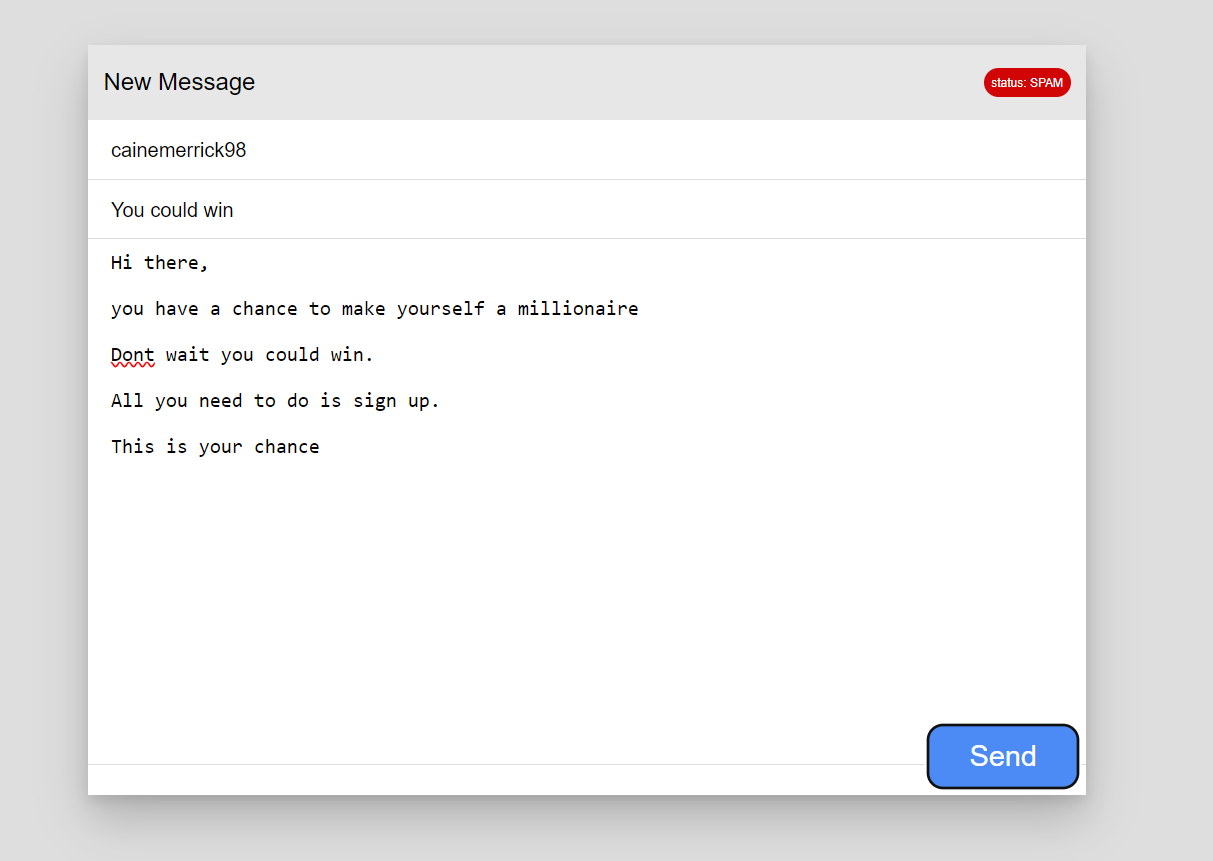 New Message
status: SPAM
cainemerrick98
You could win
Hi there,
you have a chance to make yourself a millionaire
Dont wait you could win.
All you need to do is sign up.
This is your chance
Send